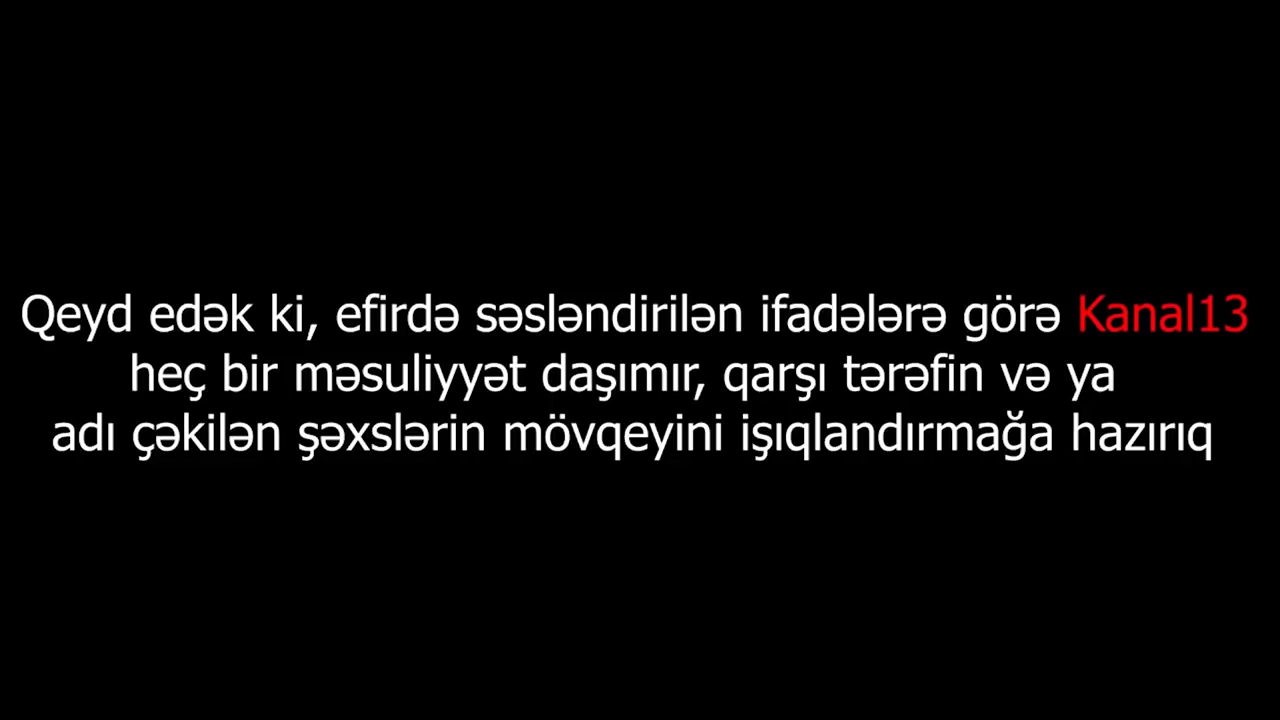 Qeyd edək ki, efirdə səsləndirilən ifadələrə görə Kanal13
heç bir məsuliyyət daşımır, qarşı tərəfin və ya
adı çəkilən şəxslərin mövqeyini işıqlandırmağa hazırıq